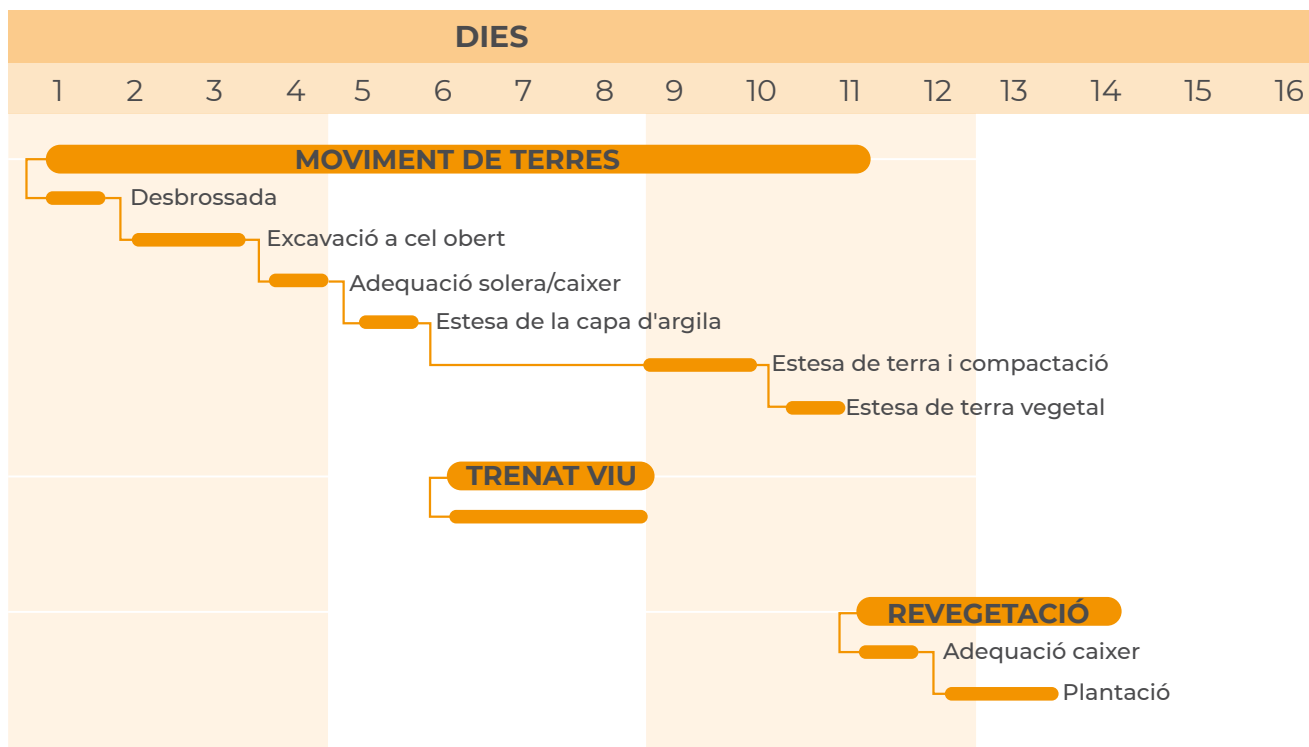 DIES
1 2 3 4 5 6 7 8 9 10 11 12 13 14 15 16
MOVIMENT DE TERRES
Desbrossada
Excavació a cel obert
Adequació solera/caixer
Estesa de la capa d'argila
Estesa de terra i compactació
Estesa de terra vegetal
TRENAT VIU
REVEGETACIÓ
Adequació caixer
Plantació